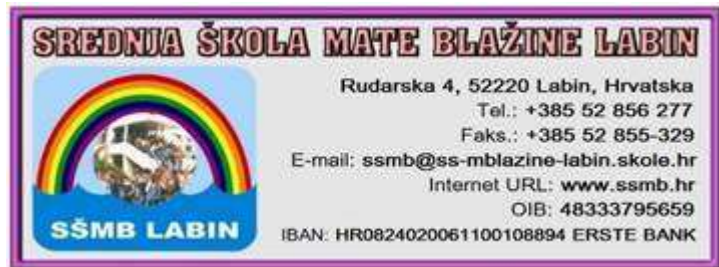 SREDNJA ŠKOLA MATE BLAŽINE LABIN
Rudarska 4, 52220 Labin, Hrvatska
Tel.: +385 52 856 277
Faks.: +385 52 855-329
E-mail: ssmb@ss-mblazine-labin.skole.hr
Internet URL: www.ssmb.hr
OIB: 48333795659
IBAN: HR0824020061100108894 ERSTE BANK
SŠMB LABIN